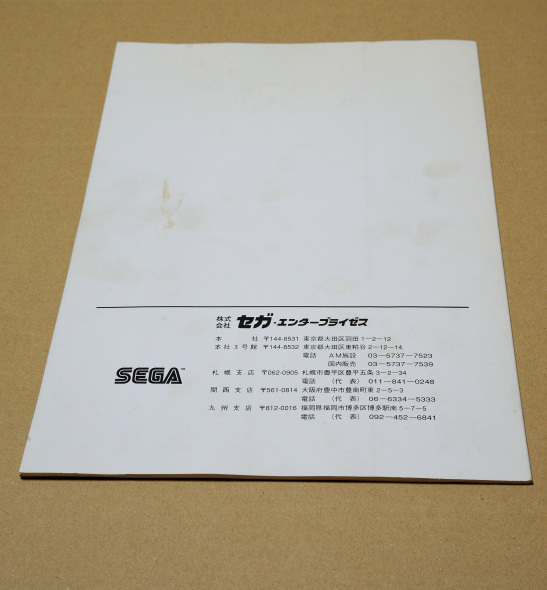 株式会社 セガ・エンタープライゼス
本 社 〒144-8531 東京都大田区羽田1-2-12
本社3号館 〒144-8532 東京都大田区東糀谷2-12-14
電話 AM施設 03-5737-7523
国内販売 03-5737-7539
SEGA™
札幌支店 〒062-0905 札幌市豊平区豊平五条3-2-34
電話 (代表) 011-841-0248
関西支店 〒561-0814 大阪府豊中市豊南町東2-5-3
電話 (代表) 06-6334-5333
九州支店 〒812-0016 福岡県福岡市博多区博多駅南5-7-5
電話 (代表) 092-452-6841